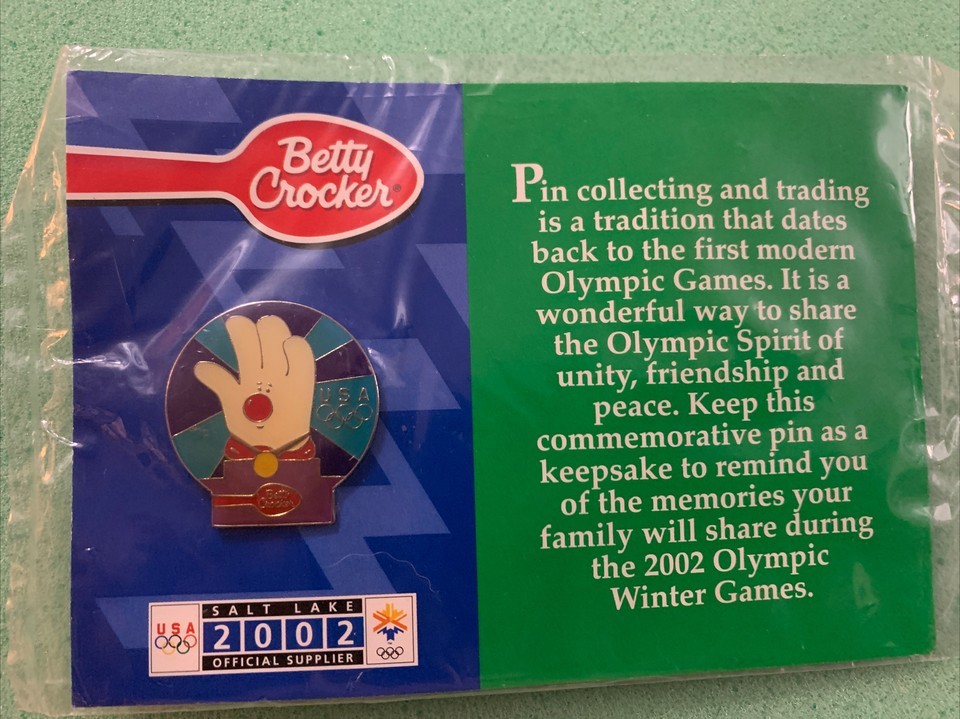 Betty
Crocker®
USA
Betty
Crocker
USA
SALT LAKE
2002
OFFICIAL SUPPLIER
Pin collecting and trading
is a tradition that dates
back to the first modern
Olympic Games. It is a
wonderful way to share
the Olympic Spirit of
unity, friendship and
peace. Keep this
commemorative pin as a
keepsake to remind you
of the memories your
family will share during
the 2002 Olympic
Winter Games.